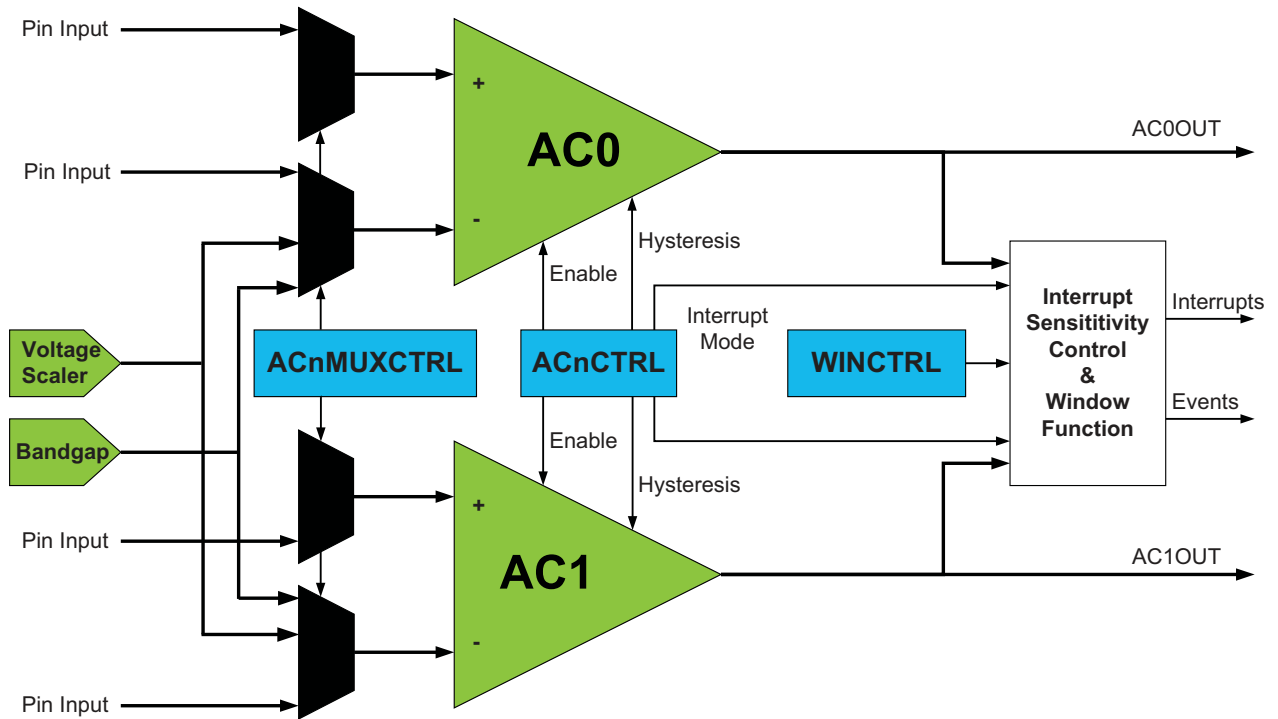 Pin Input
+
AC0
AC0OUT
Pin Input
-
Hysteresis
Enable
Voltage
Scaler
ACnMUXCTRL
ACnCTRL
Interrupt
Mode
WINCTRL
Interrupt
Sensititivity
Control
&
Window
Function
Interrupts
Events
Bandgap
Enable
Hysteresis
+
Pin Input
AC1
AC1OUT
-
Pin Input